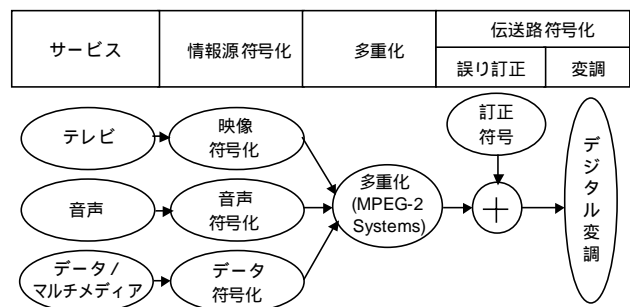 サービス
情報源符号化
多重化
伝送路符号化
誤り訂正
変調
テレビ
映像
符号化
訂正
符号
音声
音声
符号化
多重化
(MPEG-2
Systems)
デジタル変調
データ/
マルチメディア
データ
符号化